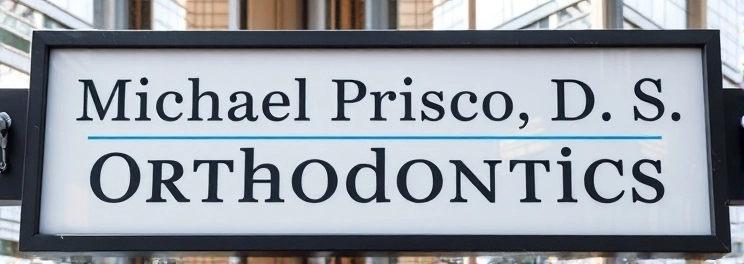 Michael Prisco, D. S.
ORThodONTiCS